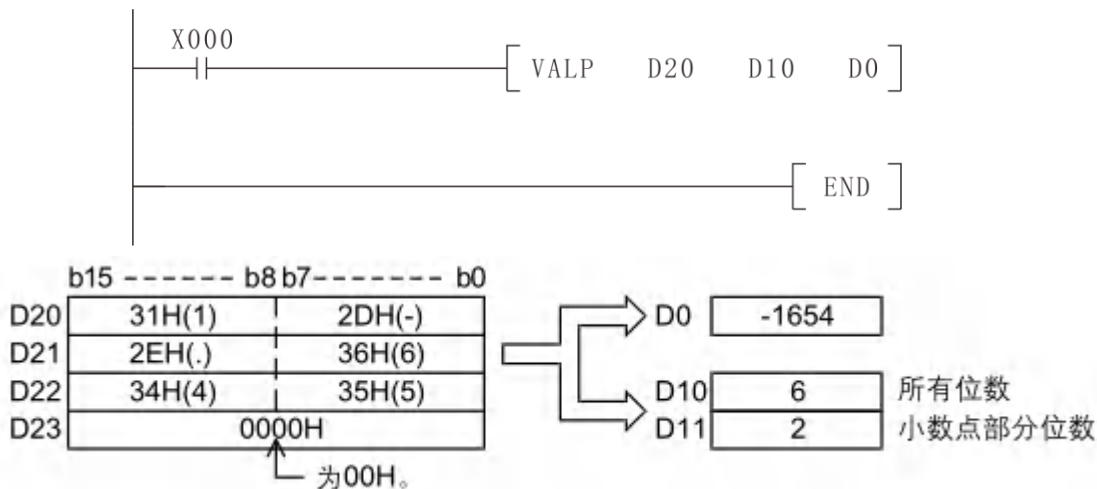 X000
VALP D20 D10 D0
END
b15 ------- b8 b7-------- b0
D20 31H(1) 2DH(-)
D21 2EH(.) 36H(6)
D22 34H(4) 35H(5)
D23 0000H
为00H。
D0 -1654
D10 6 所有位数
D11 2 小数点部分位数